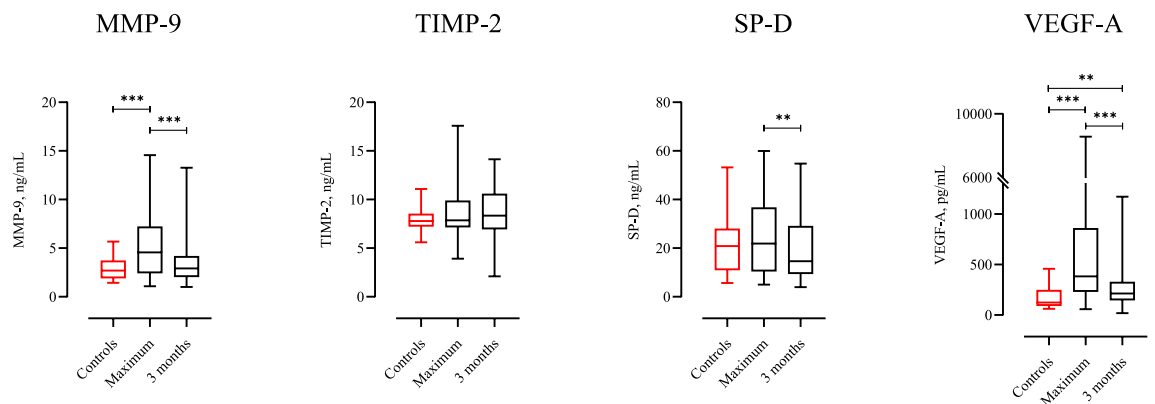 MMP-9
MMP-9, ng/mL
20
15
10
5
0
***
***
Controls
Maximum
3 months
TIMP-2
TIMP-2, ng/mL
20
15
10
5
0
Controls
Maximum
3 months
SP-D
SP-D, ng/mL
80
60
40
20
0
**
Controls
Maximum
3 months
VEGF-A
VEGF-A, pg/mL
10000
6000
1000
500
0
**
***
***
Controls
Maximum
3 months